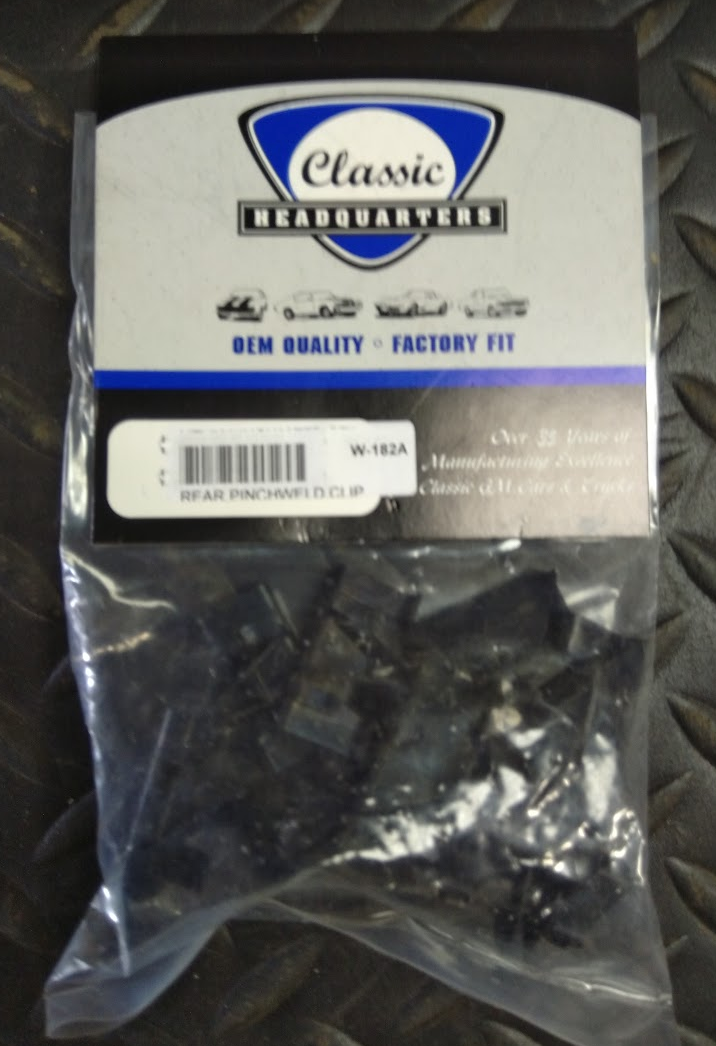 Classic
HEADQUARTERS
OEM QUALITY ◦ FACTORY FIT
W-182A
REAR PINCHWELD CLIP
Over 35 Years of
Manufacturing Excellence
Classic GM Cars & Trucks